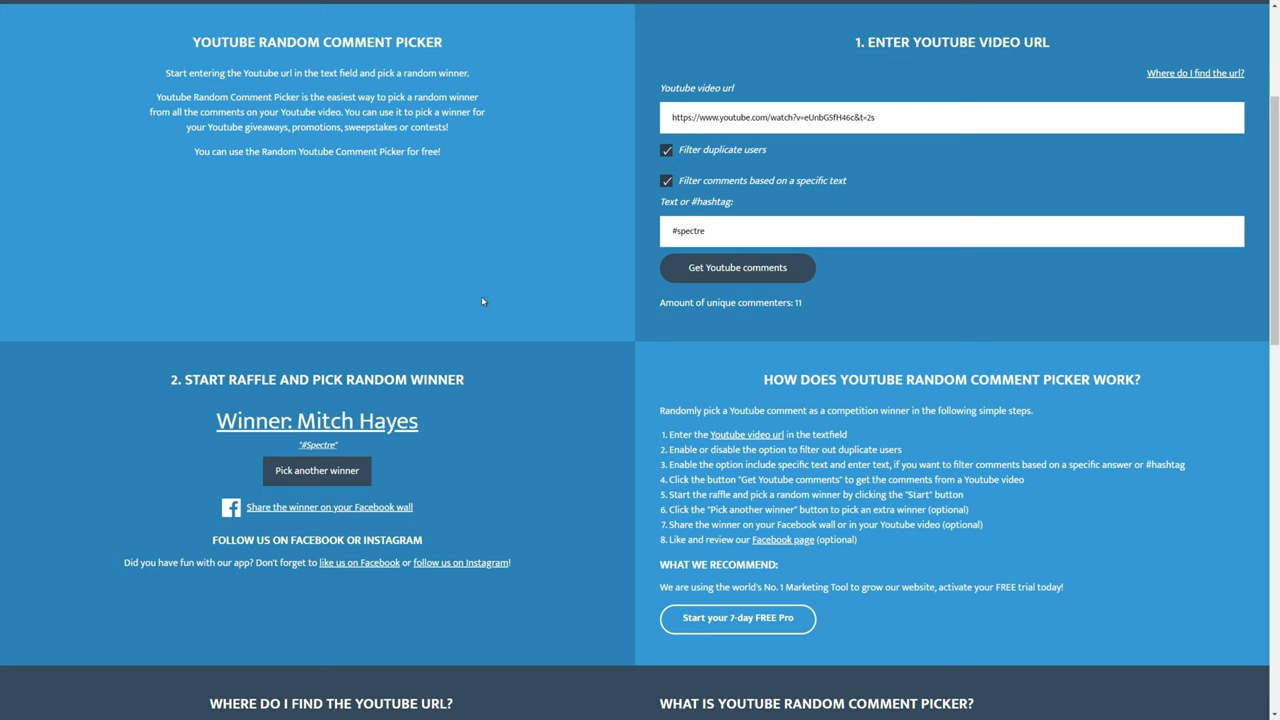 YOUTUBE RANDOM COMMENT PICKER
Start entering the Youtube url in the text field and pick a random winner.
Youtube Random Comment Picker is the easiest way to pick a random winner
from all the comments on your Youtube video. You can use it to pick a winner for
your Youtube giveaways, promotions, sweepstakes or contests!
You can use the Random Youtube Comment Picker for free!
1. ENTER YOUTUBE VIDEO URL
Where do I find the url?
Youtube video url
https://www.youtube.com/watch?v=eUnbG5fH46c&t=2s
Filter duplicate users
Filter comments based on a specific text
Text or #hashtag:
#spectre
Get Youtube comments
Amount of unique commenters: 11
2. START RAFFLE AND PICK RANDOM WINNER
Winner: Mitch Hayes
"#Spectre"
Pick another winner
Share the winner on your Facebook wall
FOLLOW US ON FACEBOOK OR INSTAGRAM
Did you have fun with our app? Don't forget to like us on Facebook or follow us on Instagram!
HOW DOES YOUTUBE RANDOM COMMENT PICKER WORK?
Randomly pick a Youtube comment as a competition winner in the following simple steps.
1. Enter the Youtube video url in the textfield
2. Enable or disable the option to filter out duplicate users
3. Enable the option include specific text and enter text, if you want to filter comments based on a specific answer or #hashtag
4. Click the button "Get Youtube comments" to get the comments from a Youtube video
5. Start the raffle and pick a random winner by clicking the "Start" button
6. Click the "Pick another winner" button to pick an extra winner (optional)
7. Share the winner on your Facebook wall or in your Youtube video (optional)
8. Like and review our Facebook page (optional)
WHAT WE RECOMMEND:
We are using the world's No. 1 Marketing Tool to grow our website, activate your FREE trial today!
Start your 7-day FREE Pro
WHERE DO I FIND THE YOUTUBE URL?
WHAT IS YOUTUBE RANDOM COMMENT PICKER?